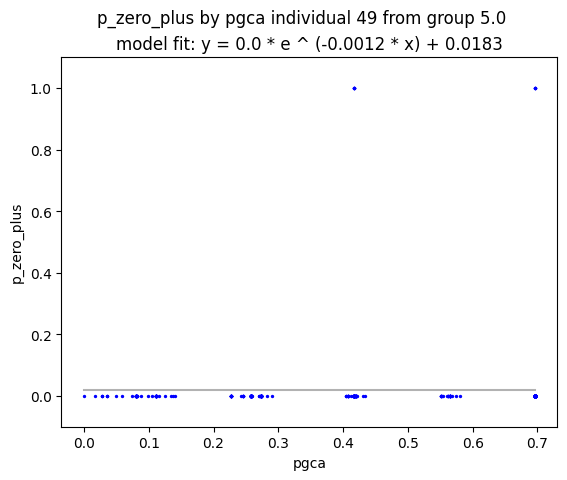 p_zero_plus by pgca individual 49 from group 5.0
model fit: y = 0.0 * e ^ (-0.0012 * x) + 0.0183
1.0
0.8
0.6
0.4
0.2
0.0
p_zero_plus
0.0 0.1 0.2 0.3 0.4 0.5 0.6 0.7
pgca